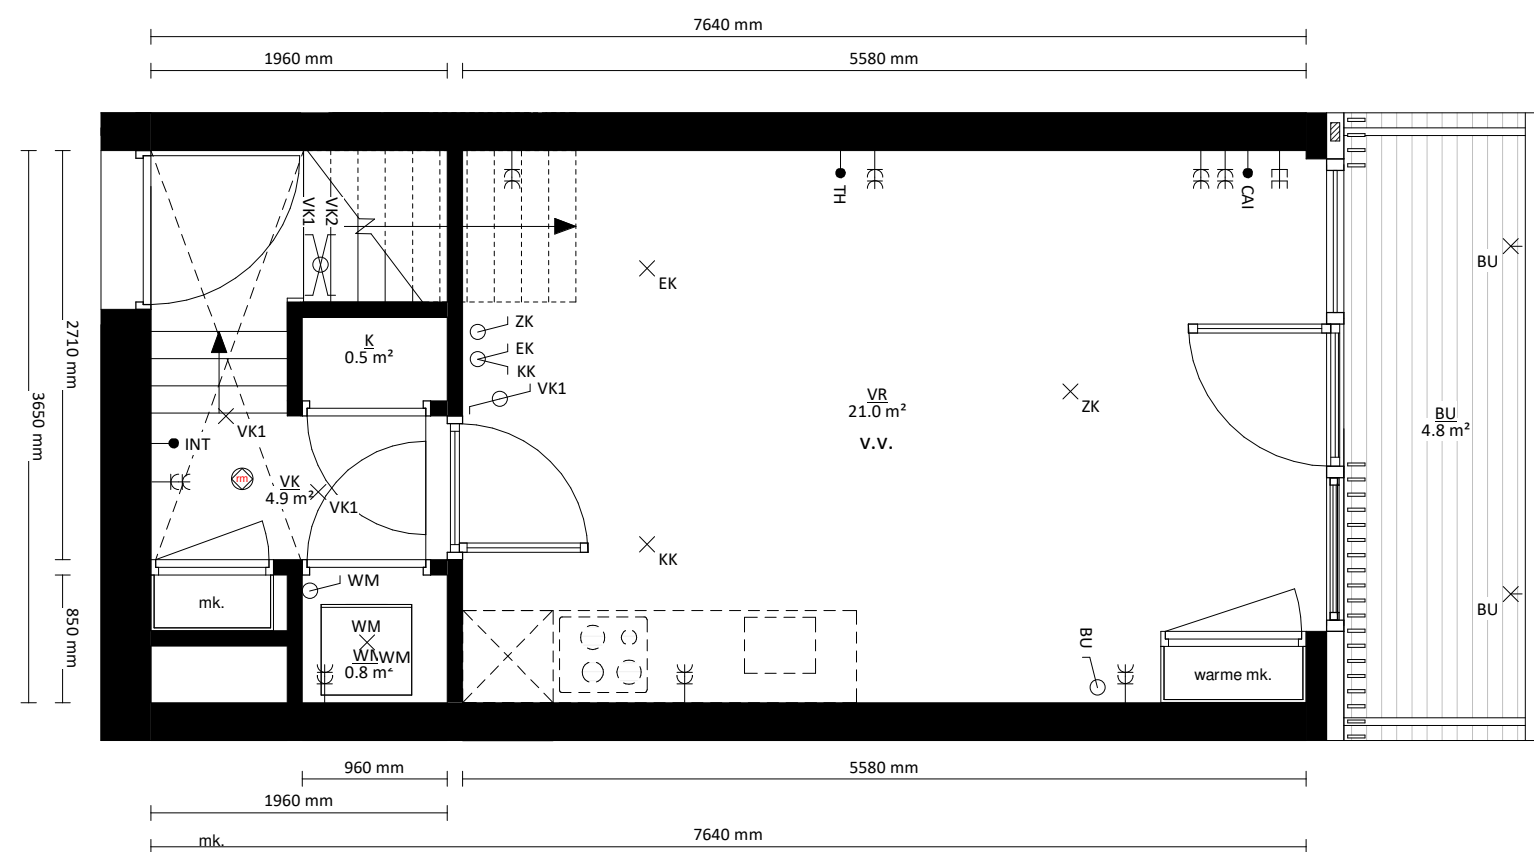 7640 mm
1960 mm
5580 mm
VK1
VK2
TH
CAI
BU
EK
ZK
EK
KK
VK1
K
0.5 m²
2710 mm
3650 mm
VR
21.0 m²
v.v.
ZK
BU
4.8 m²
VK1
INT
rm
VK
4.9 m²
VK1
KK
WM
mk.
850 mm
WM
WM
WM
0.8 m²
BU
warme mk.
BU
960 mm
5580 mm
1960 mm
mk.
7640 mm